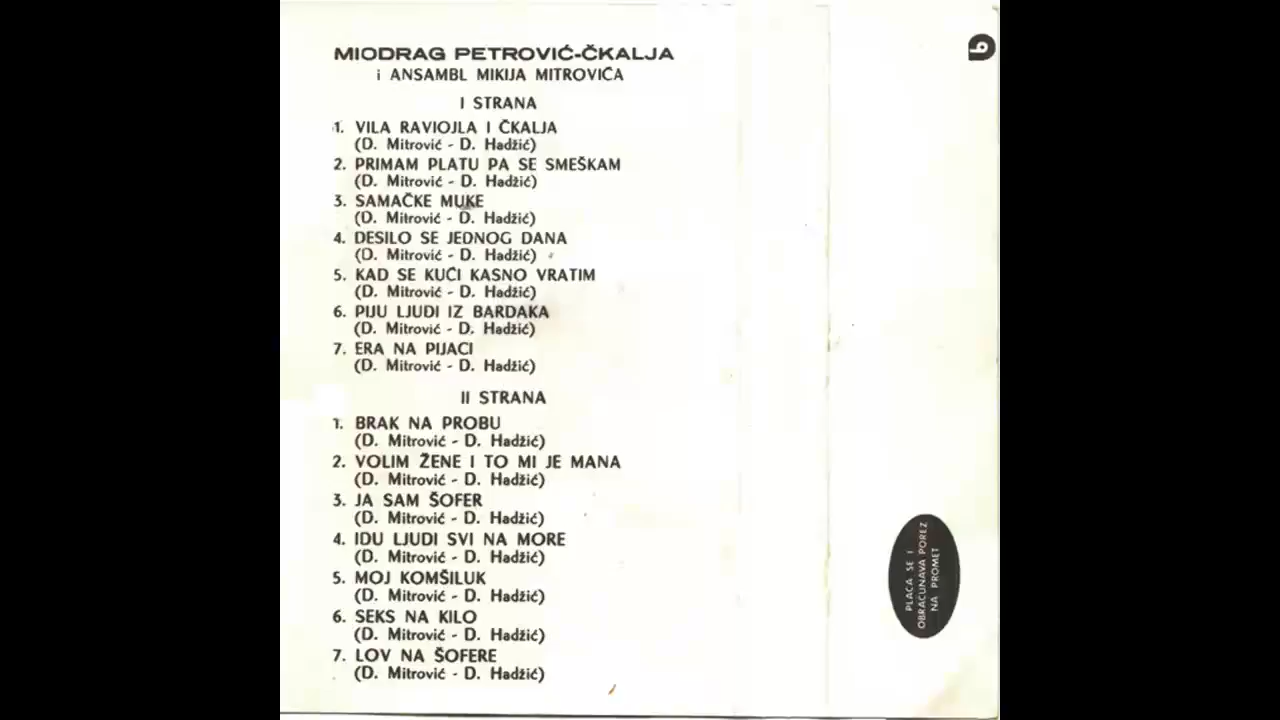 MIODRAG PETROVIĆ-ČKALJA
i ANSAMBL MIKIJA MITROVIĆA
I STRANA
1. VILA RAVIOJLA I ČKALJA
(D. Mitrović - D. Hadžić)
2. PRIMAM PLATU PA SE SMEŠKAM
(D. Mitrović - D. Hadžić)
3. SAMAČKE MUKE
(D. Mitrović - D. Hadžić)
4. DESILO SE JEDNOG DANA
(D. Mitrović - D. Hadžić)
5. KAD SE KUĆI KASNO VRATIM
(D. Mitrović - D. Hadžić)
6. PIJU LJUDI IZ BARDAKA
(D. Mitrović - D. Hadžić)
7. ERA NA PIJACI
(D. Mitrović - D. Hadžić)
II STRANA
1. BRAK NA PROBU
(D. Mitrović - D. Hadžić)
2. VOLIM ŽENE I TO MI JE MANA
(D. Mitrović - D. Hadžić)
3. JA SAM ŠOFER
(D. Mitrović - D. Hadžić)
4. IDU LJUDI SVI NA MORE
(D. Mitrović - D. Hadžić)
5. MOJ KOMŠILUK
(D. Mitrović - D. Hadžić)
6. SEKS NA KILO
(D. Mitrović - D. Hadžić)
7. LOV NA ŠOFERE
(D. Mitrović - D. Hadžić)
PLAĆA SE I
OBRAČUNAVA POREZ
NA PROMET